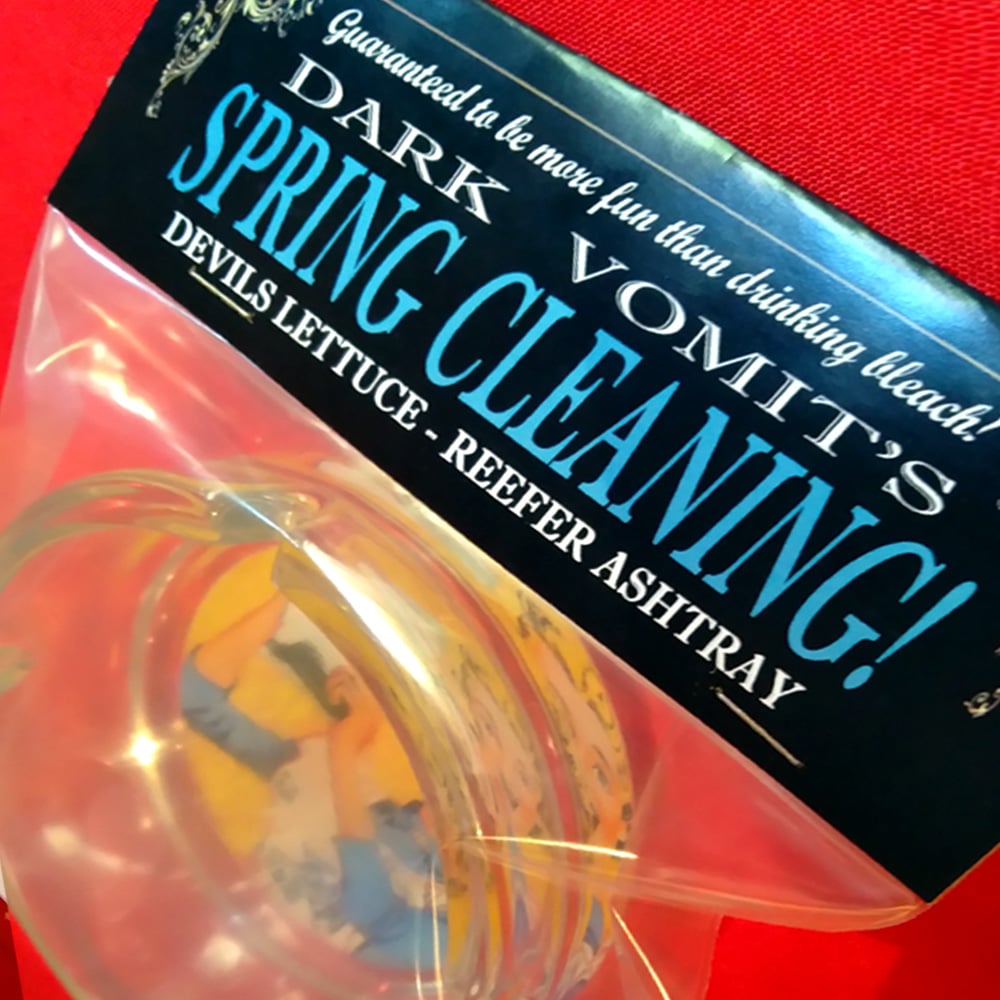 Guaranteed to be more fun than drinking bleach!
DARK VOMIT'S
SPRING CLEANING!
DEVILS LETTUCE - REEFER ASHTRAY